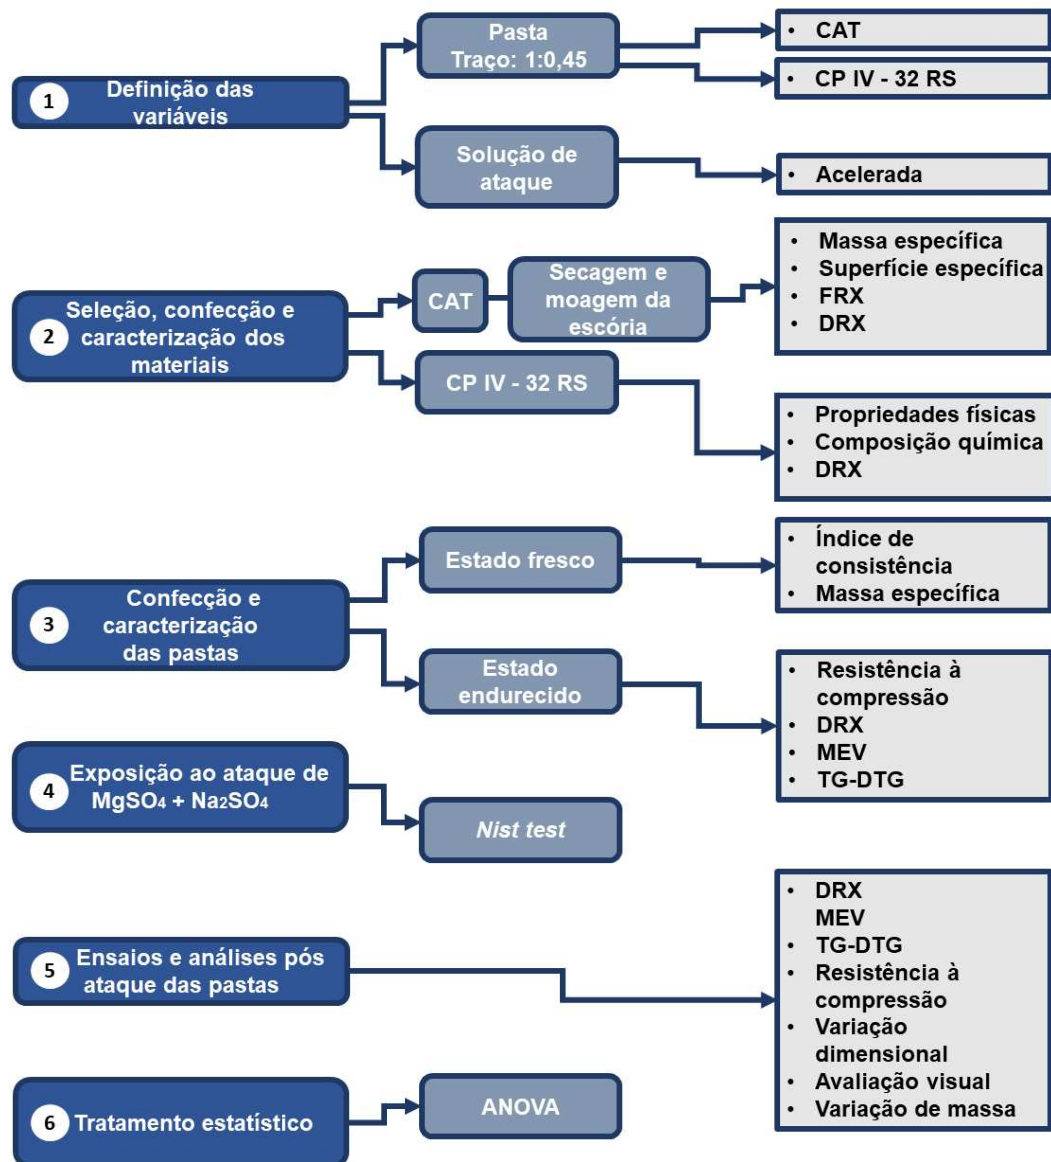 1
Definição das
variáveis
Pasta
Traço: 1:0,45
• CAT
• CP IV - 32 RS
Solução de
ataque
• Acelerada
2
Seleção, confecção e
caracterização dos
materiais
CAT
Secagem e
moagem da
escória
• Massa específica
• Superfície específica
• FRX
• DRX
CP IV - 32 RS
• Propriedades físicas
• Composição química
• DRX
3
Confecção e
caracterização
das pastas
Estado fresco
• Índice de
consistência
• Massa específica
Estado
endurecido
• Resistência à
compressão
• DRX
• MEV
• TG-DTG
4
Exposição ao ataque de
MgSO₄ + Na₂SO₄
Nist test
5
Ensaios e análises pós
ataque das pastas
• DRX
MEV
• TG-DTG
• Resistência à
compressão
• Variação
dimensional
• Avaliação visual
• Variação de massa
6
Tratamento estatístico
ANOVA